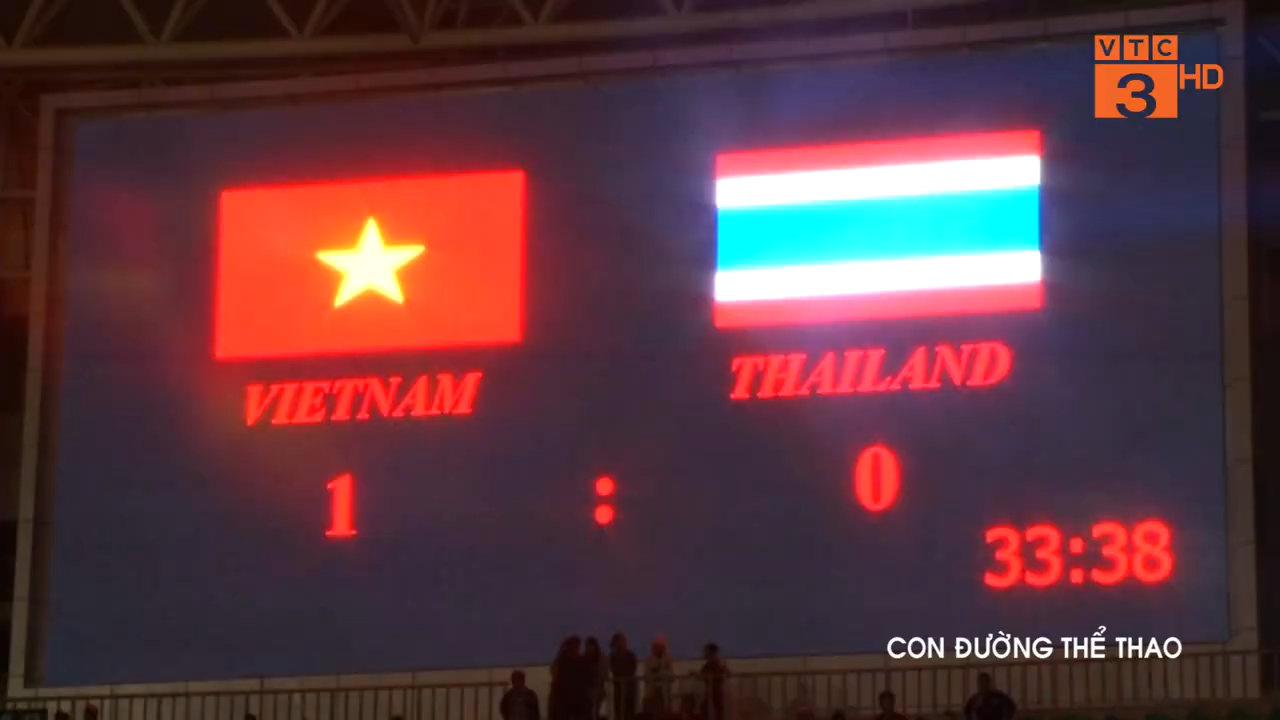 VTC
3 HD
VIETNAM
THAILAND
1 : 0
33:38
CON ĐƯỜNG THỂ THAO